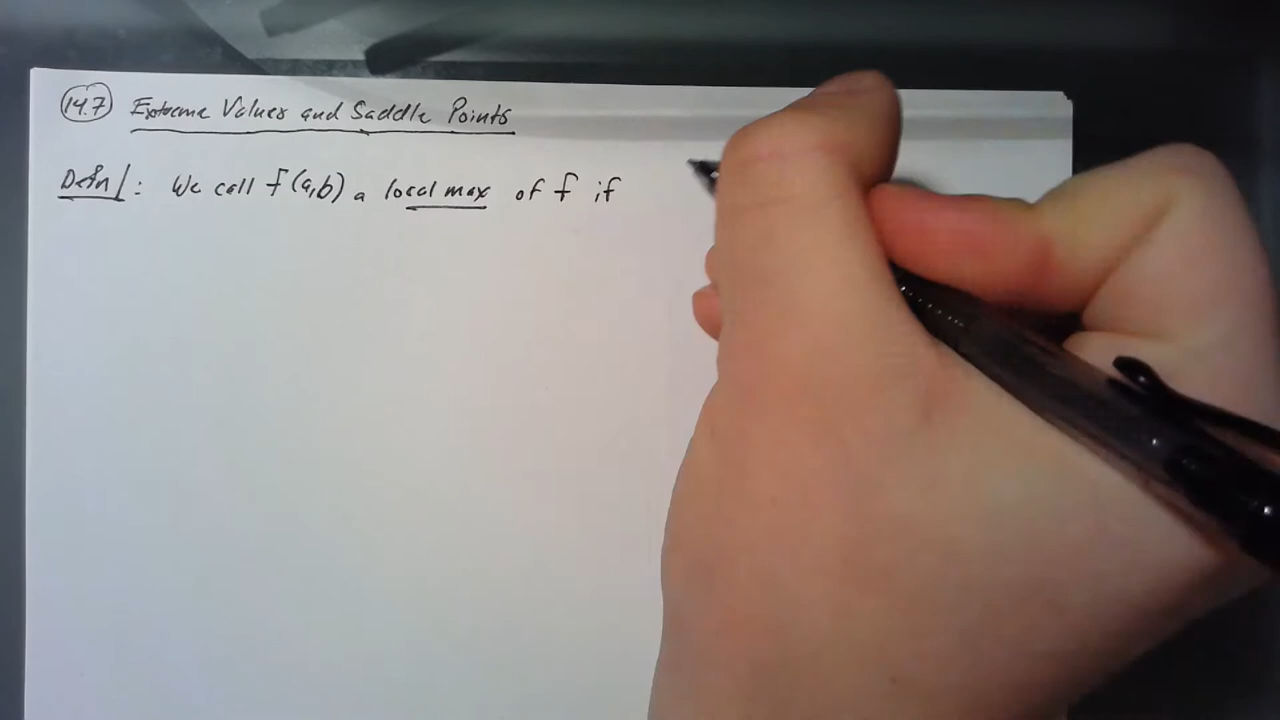 14.7 Extreme Values and Saddle Points
Defn/: We call f(a,b) a local max of f if